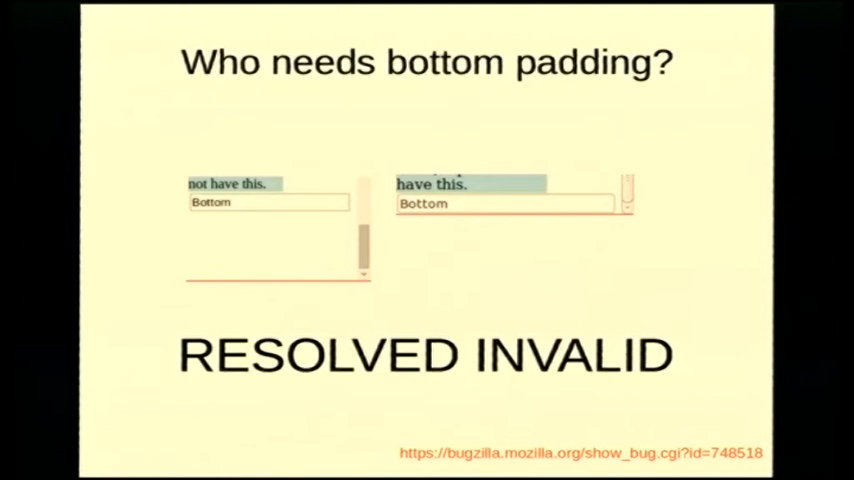 Who needs bottom padding?
not have this.
Bottom
have this.
Bottom
RESOLVED INVALID
https://bugzilla.mozilla.org/show_bug.cgi?id=748518